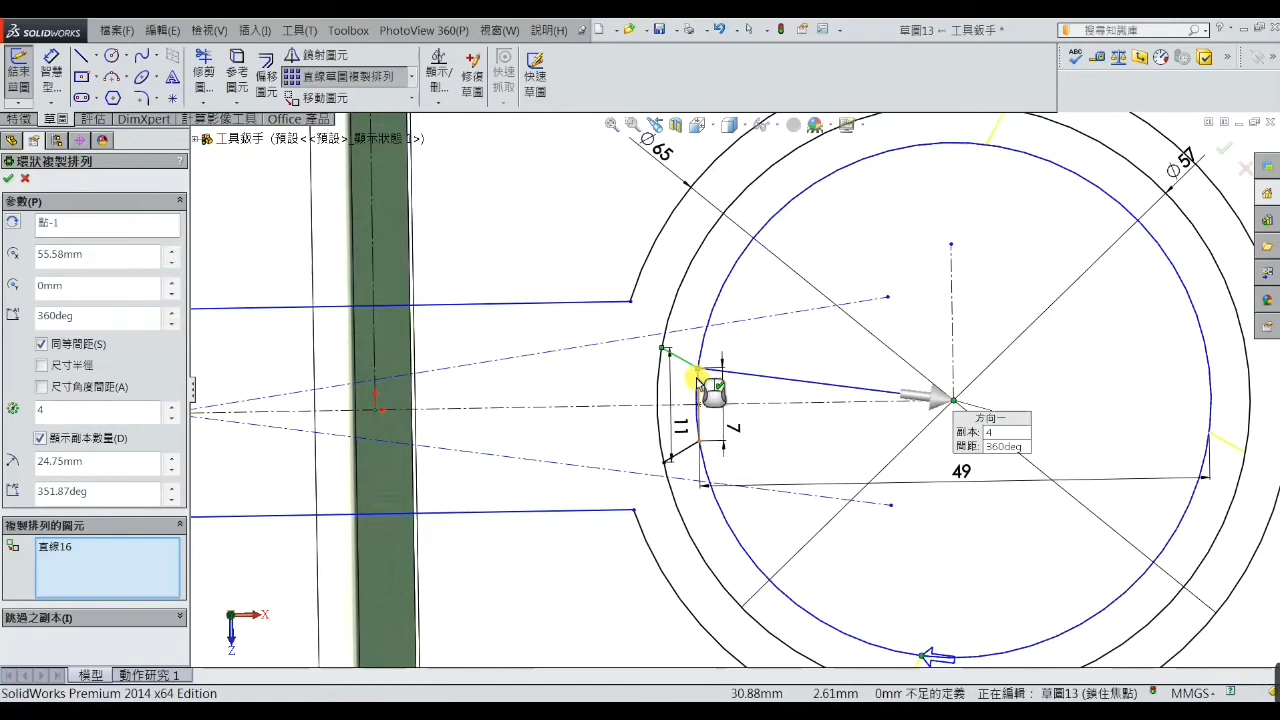 SOLIDWORKS 檔案(F) 編輯(E) 檢視(V) 插入(I) 工具(T) Toolbox PhotoView 360(P) 視窗(W) 說明(H) 草圖13 ← 工具鈑手 * 搜尋知識庫
結束草圖 智慧型... 修剪圖... 參考圖元 偏移圖元 鏡射圖元 直線草圖複製排列 移動圖元 顯示/刪... 修復草圖 快速抓取 快速草圖
特徵 草圖 評估 DimXpert 計算影像工具 Office 產品
工具鈑手 (預設<<預設>_顯示狀態 1>)
環狀複製排列 ?
參數(P)
點-1
55.58mm
0mm
360deg
同等間距(S)
尺寸半徑
尺寸角度間距(A)
4
顯示副本數量(D)
24.75mm
351.87deg
複製排列的圖元
直線16
跳過之副本(I)
∅65
∅57
11
7
49
方向一
副本: 4
間距: 360deg
X
Z
模型 動作研究 1
SolidWorks Premium 2014 x64 Edition 30.88mm 2.61mm 0mm 不足的定義 正在編輯： 草圖13 (鎖住焦點) MMGS